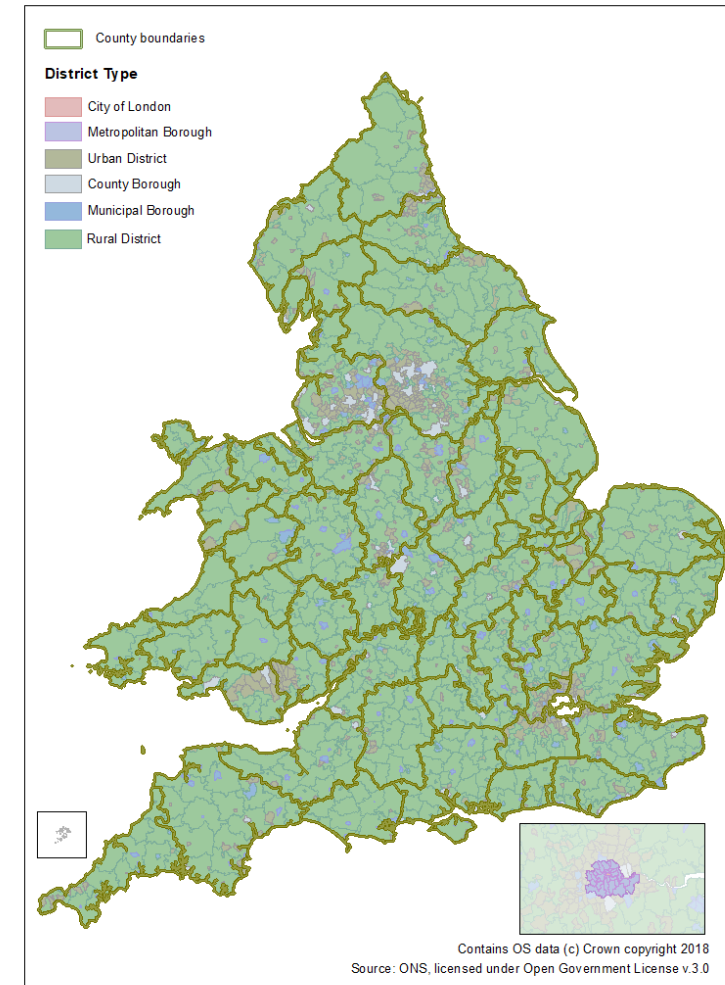 County boundaries
District Type
City of London
Metropolitan Borough
Urban District
County Borough
Municipal Borough
Rural District
Contains OS data (c) Crown copyright 2018
Source: ONS, licensed under Open Government License v.3.0